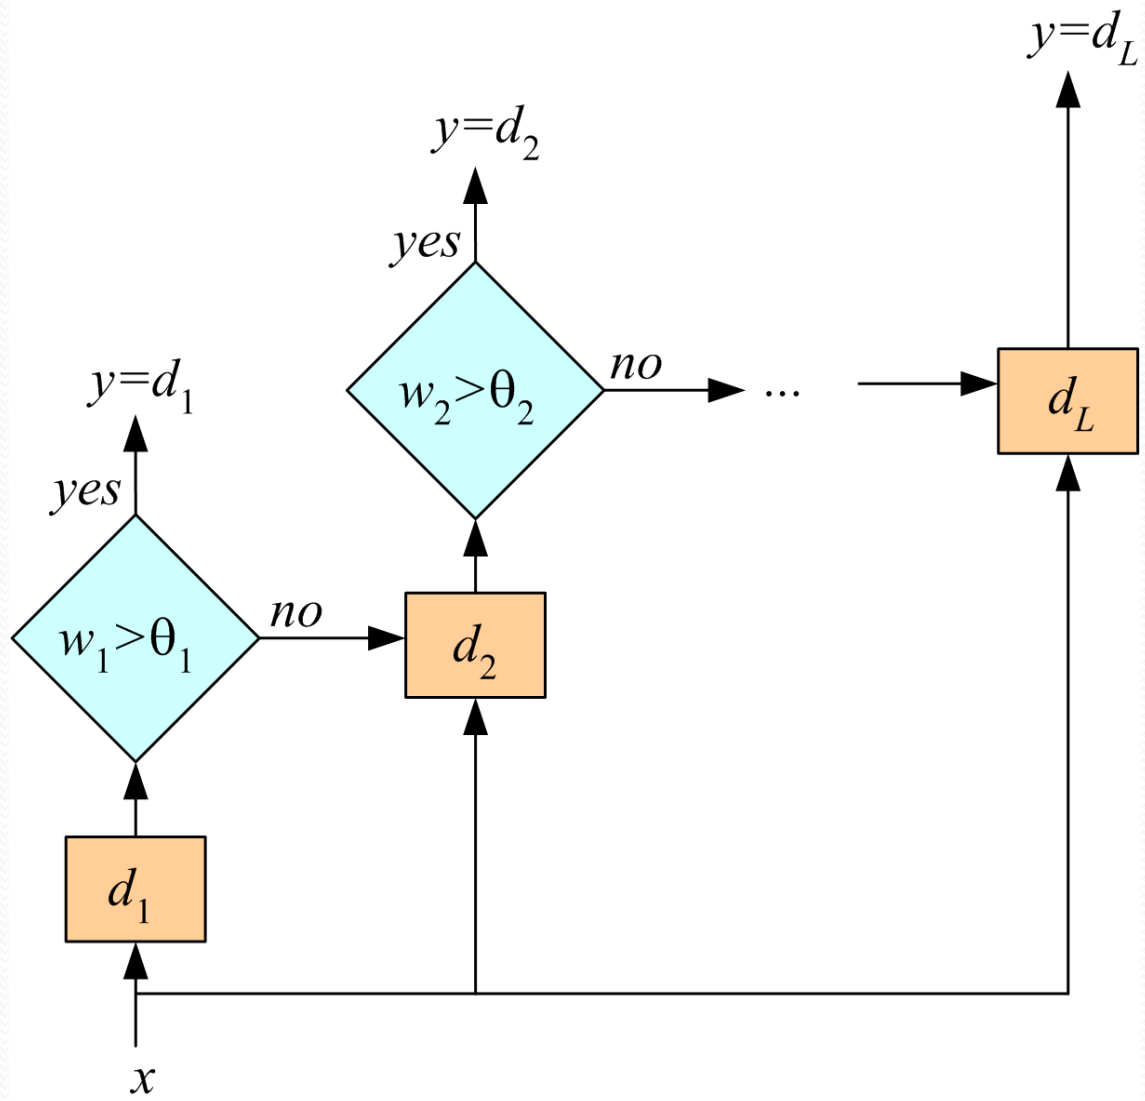 y=d_L
y=d_2
yes
w_2>θ_2
no
...
d_L
y=d_1
yes
w_1>θ_1
no
d_2
d_1
x